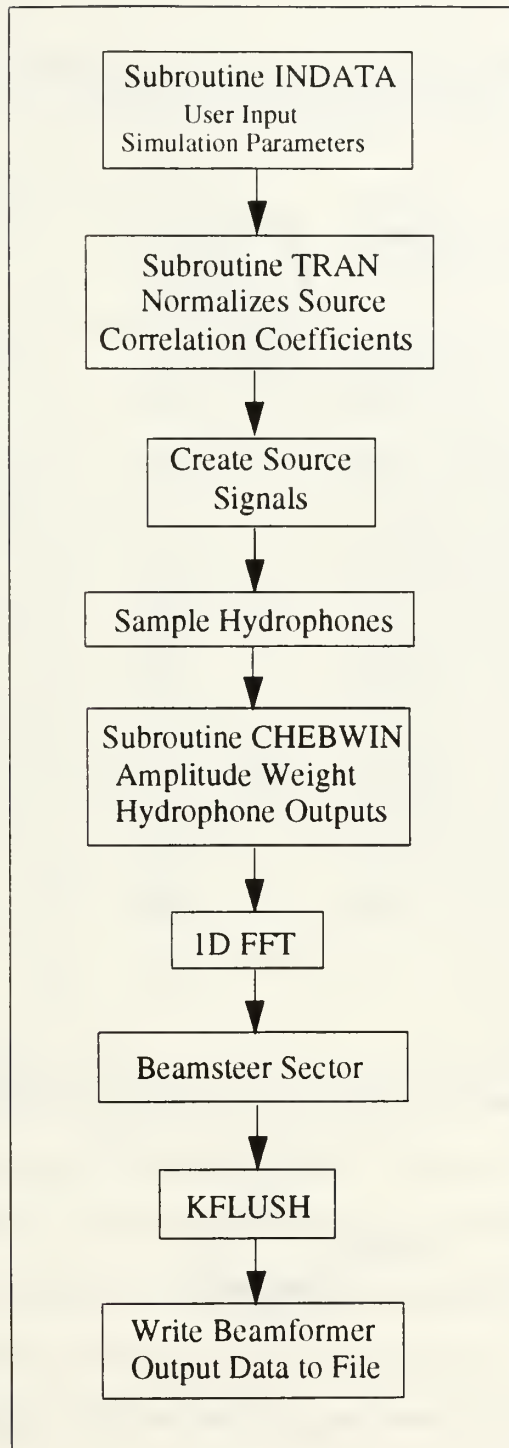 Subroutine INDATA
User Input
Simulation Parameters
Subroutine TRAN
Normalizes Source
Correlation Coefficients
Create Source
Signals
Sample Hydrophones
Subroutine CHEBWIN
Amplitude Weight
Hydrophone Outputs
1D FFT
Beamsteer Sector
KFLUSH
Write Beamformer
Output Data to File